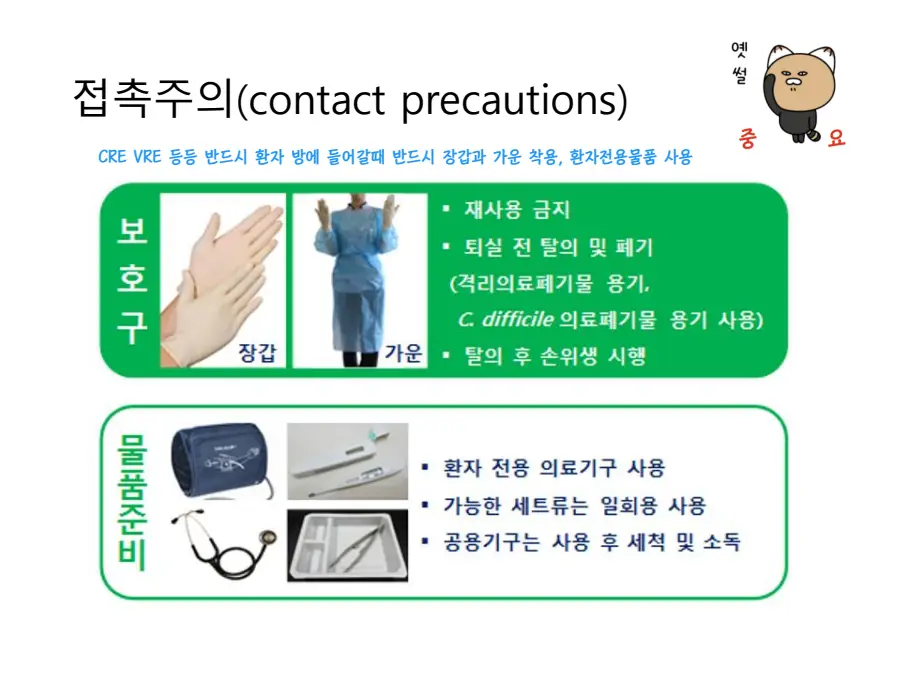 옛
썰
중 요
접촉주의(contact precautions)
CRE VRE 등등 반드시 환자 방에 들어갈때 반드시 장갑과 가운 착용, 환자전용물품 사용
보호구
장갑
가운
▪ 재사용 금지
▪ 퇴실 전 탈의 및 폐기
(격리의료폐기물 용기,
C. difficile 의료폐기물 용기 사용)
▪ 탈의 후 손위생 시행
물품준비
▪ 환자 전용 의료기구 사용
▪ 가능한 세트류는 일회용 사용
▪ 공용기구는 사용 후 세척 및 소독